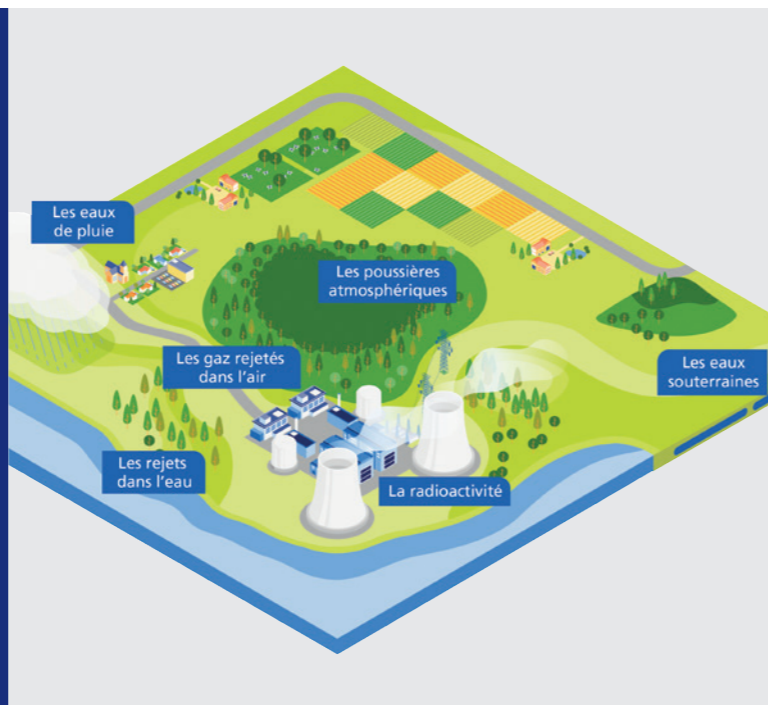 Les eaux
de pluie
Les poussières
atmosphériques
Les gaz rejetés
dans l’air
Les eaux
souterraines
Les rejets
dans l’eau
La radioactivité